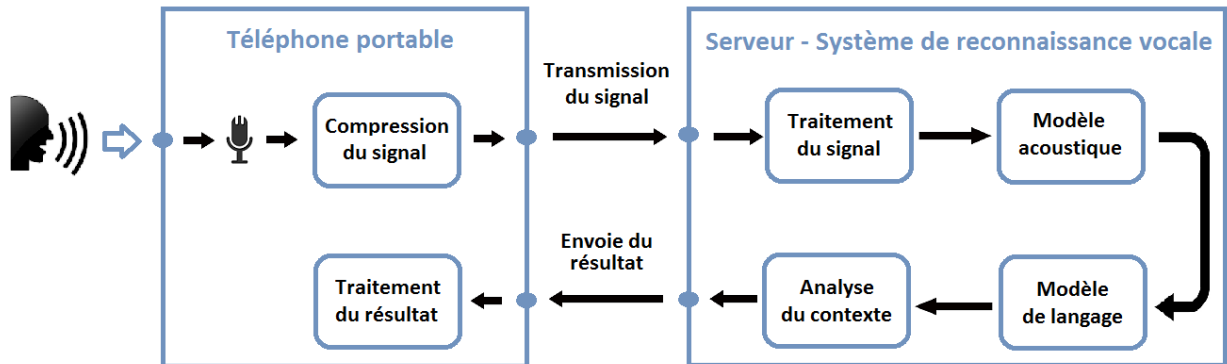 Téléphone portable
Serveur - Système de reconnaissance vocale
Transmission
du signal
Compression
du signal
Traitement
du signal
Modèle
acoustique
Envoie du
résultat
Traitement
du résultat
Analyse
du contexte
Modèle
de langage